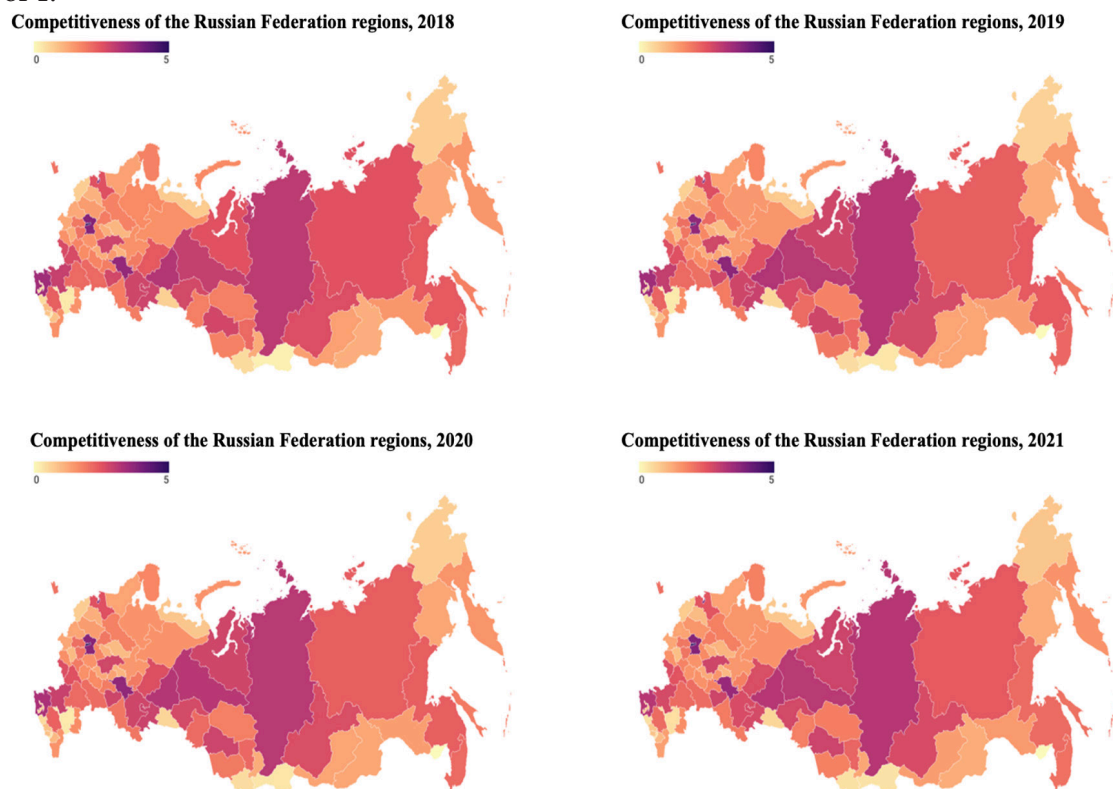 Competitiveness of the Russian Federation regions, 2018
0 5
Competitiveness of the Russian Federation regions, 2019
0 5
Competitiveness of the Russian Federation regions, 2020
0 5
Competitiveness of the Russian Federation regions, 2021
0 5